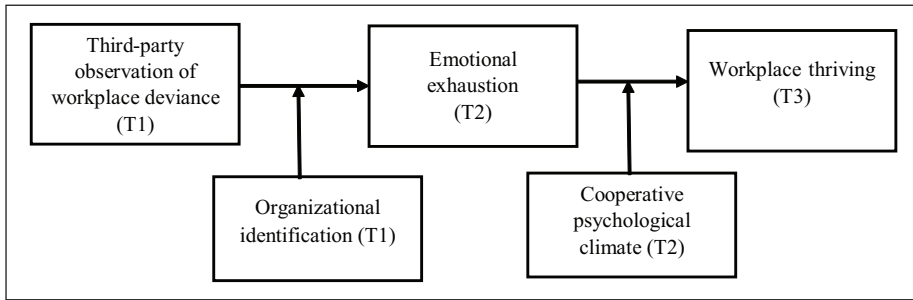 Third-party
observation of
workplace deviance
(T1)
Emotional
exhaustion
(T2)
Workplace thriving
(T3)
Organizational
identification (T1)
Cooperative
psychological
climate (T2)